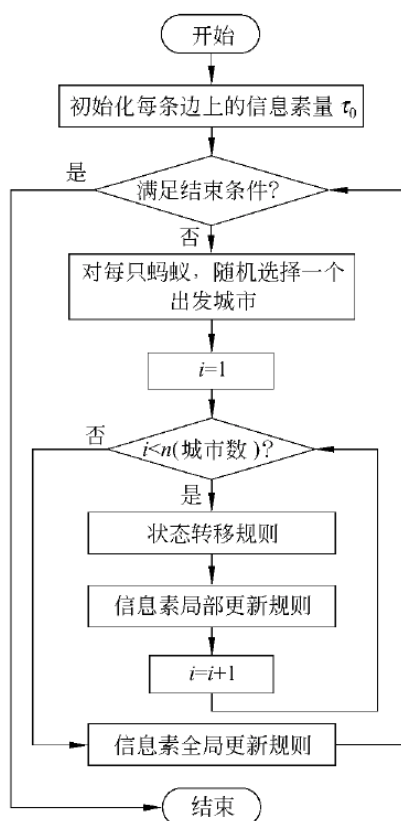 开始
初始化每条边上的信息素量 τ₀
是
满足结束条件?
否
对每只蚂蚁，随机选择一个
出发城市
i=1
否
i<n(城市数)?
是
状态转移规则
信息素局部更新规则
i=i+1
信息素全局更新规则
结束